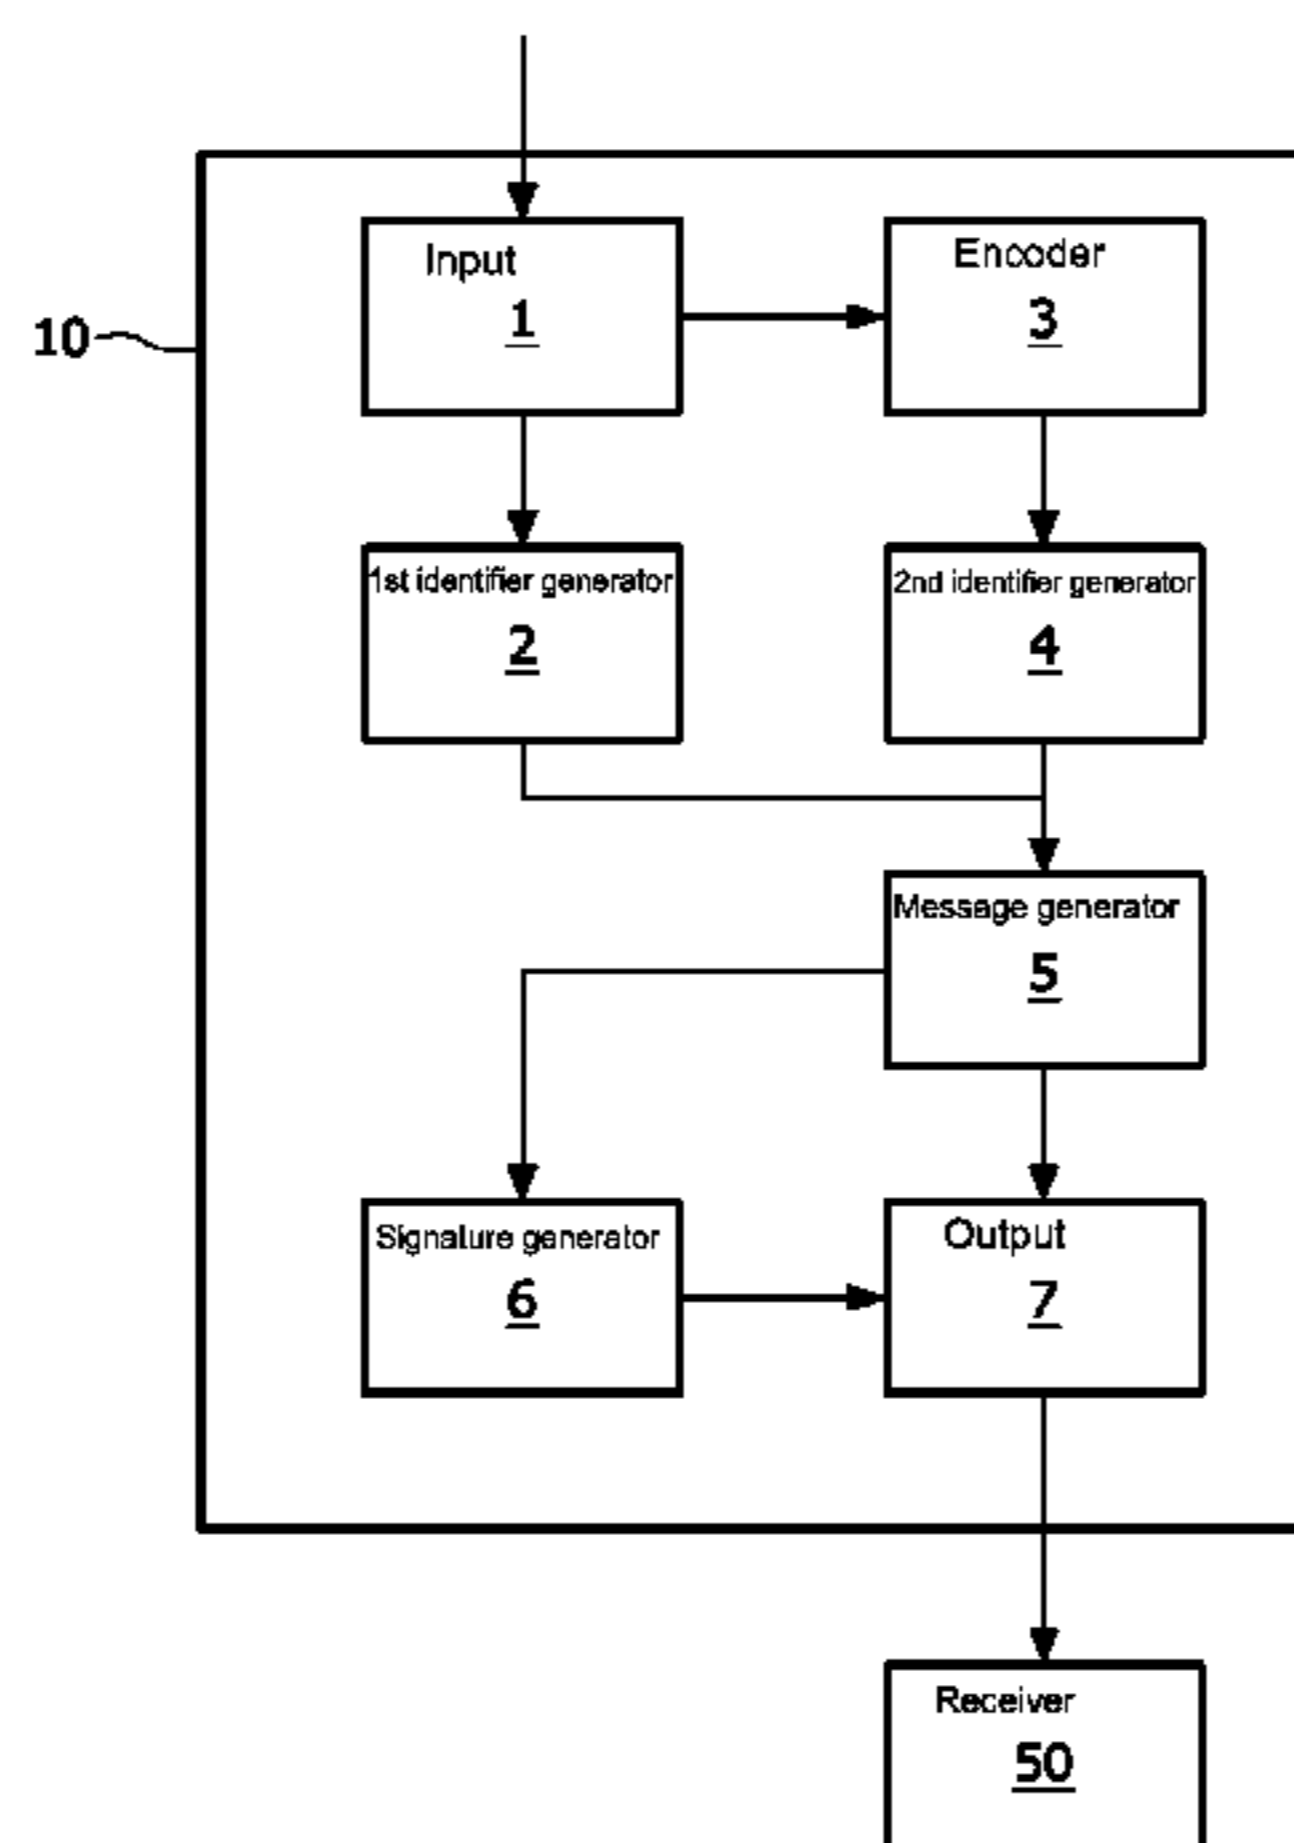 Input
1
Encoder
3
10
1st identifier generator
2
2nd identifier generator
4
Message generator
5
Signature generator
6
Output
7
Receiver
50